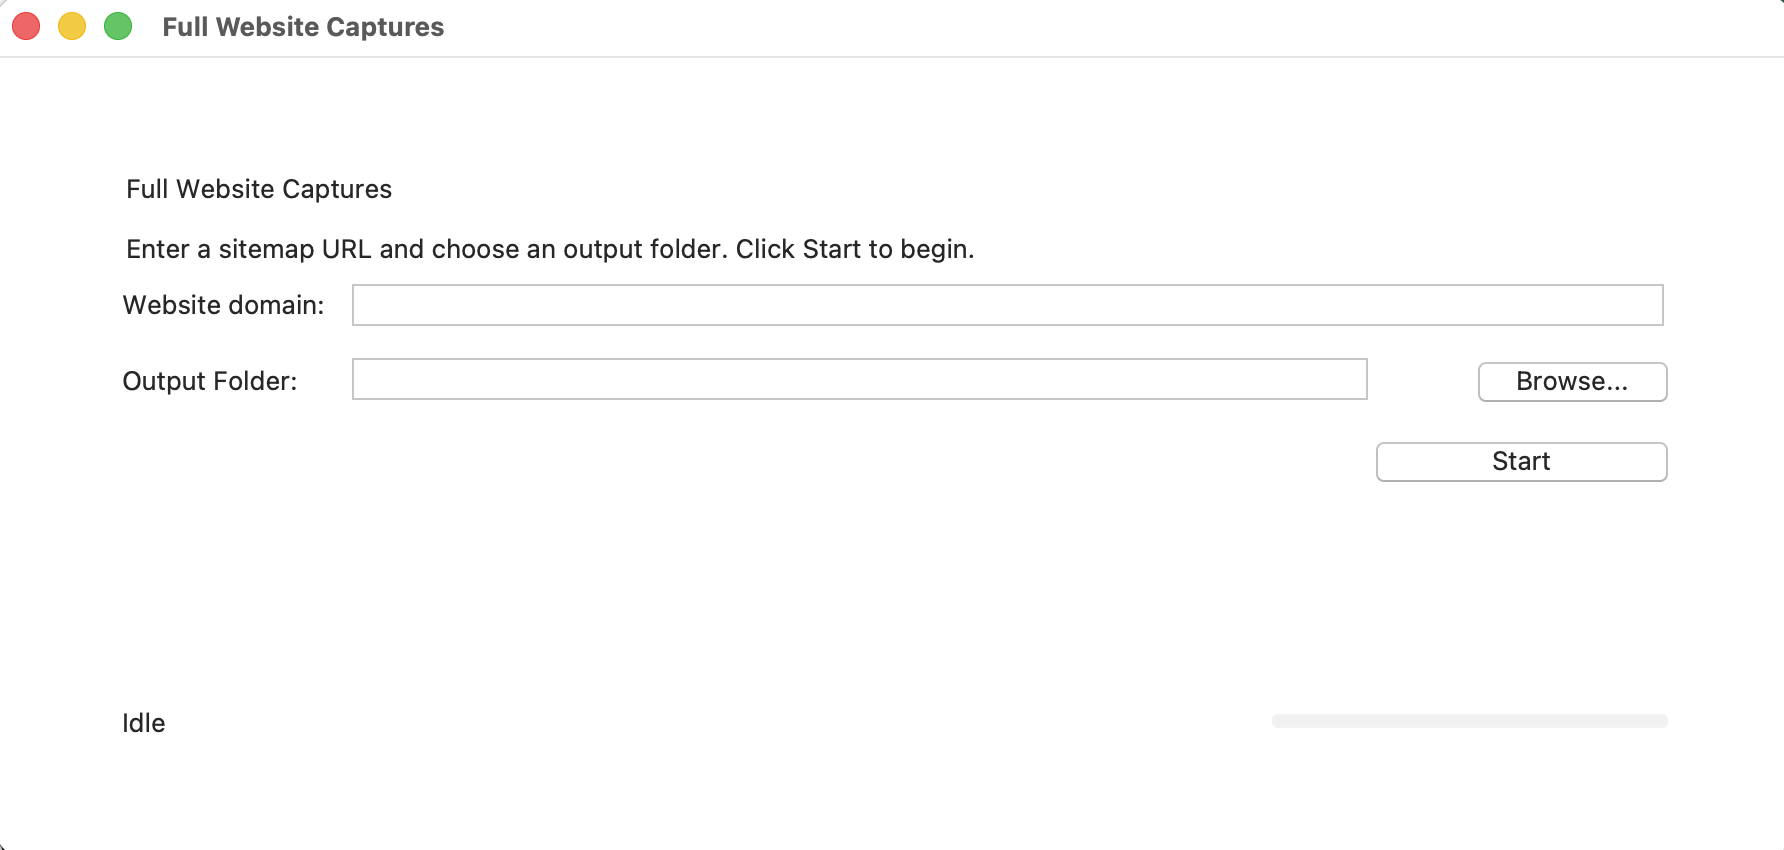 Full Website Captures
Full Website Captures
Enter a sitemap URL and choose an output folder. Click Start to begin.
Website domain:
Output Folder:
Browse...
Start
Idle